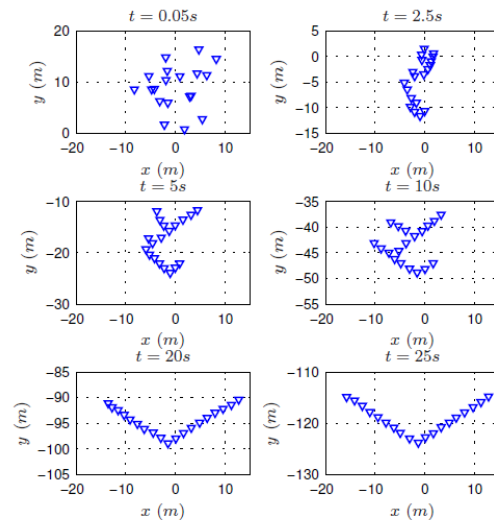 t = 0.05s
20
10
0
y (m)
−20 −10 0 10
x (m)
t = 2.5s
5
0
−5
−10
−15
y (m)
−20 −10 0 10
x (m)
t = 5s
−10
−20
−30
y (m)
−20 −10 0 10
x (m)
t = 10s
−35
−40
−45
−50
−55
y (m)
−20 −10 0 10
x (m)
t = 20s
−85
−90
−95
−100
−105
y (m)
−20 −10 0 10
x (m)
t = 25s
−110
−120
−130
y (m)
−20 −10 0 10
x (m)